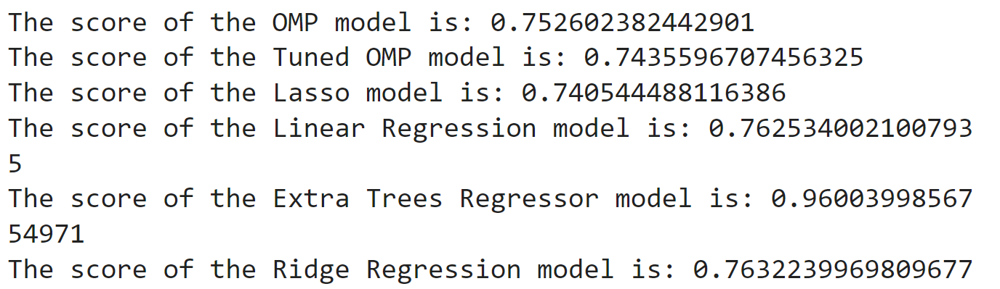 The score of the OMP model is: 0.752602382442901
The score of the Tuned OMP model is: 0.7435596707456325
The score of the Lasso model is: 0.740544488116386
The score of the Linear Regression model is: 0.762534002100793
5
The score of the Extra Trees Regressor model is: 0.96003998567
54971
The score of the Ridge Regression model is: 0.7632239969809677